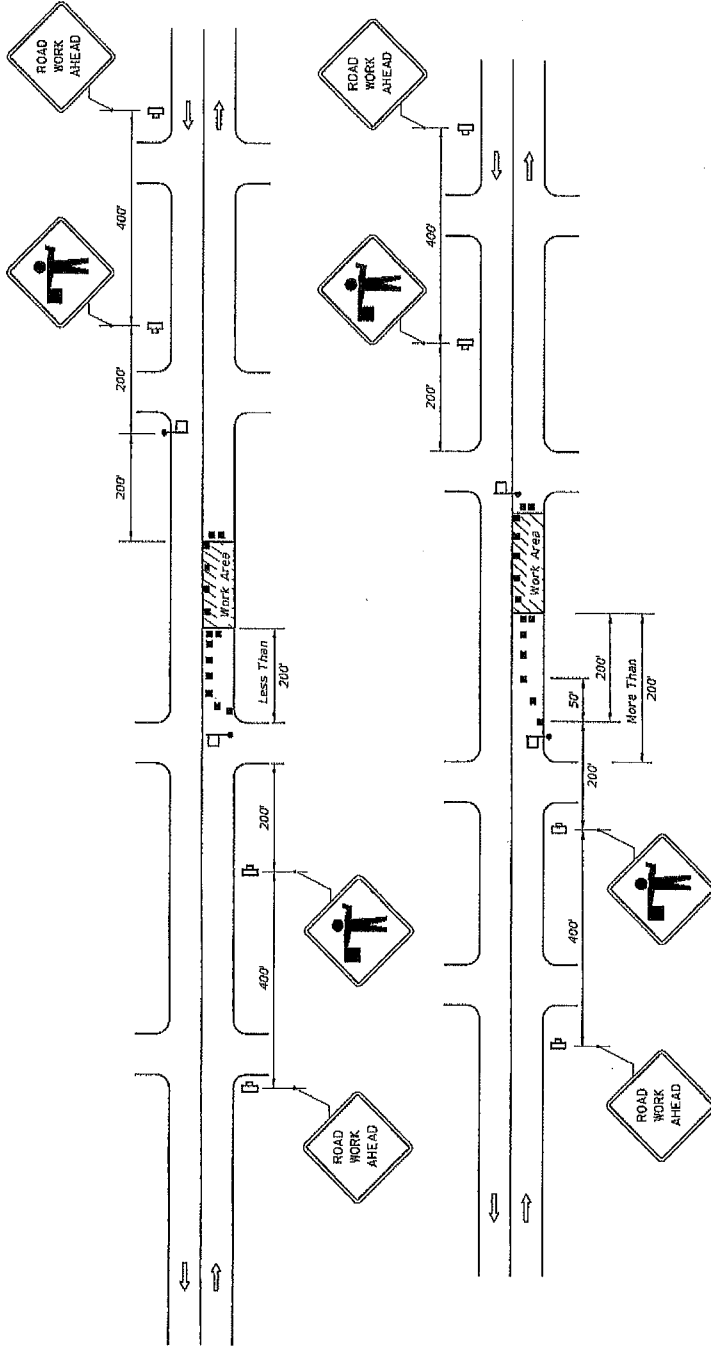 ROAD
WORK
AHEAD
400'
200'
200'
Work Area
Less Than
200'
200'
400'
ROAD
WORK
AHEAD
ROAD
WORK
AHEAD
400'
200'
Work Area
200'
More Than
200'
50'
200'
400'
ROAD
WORK
AHEAD